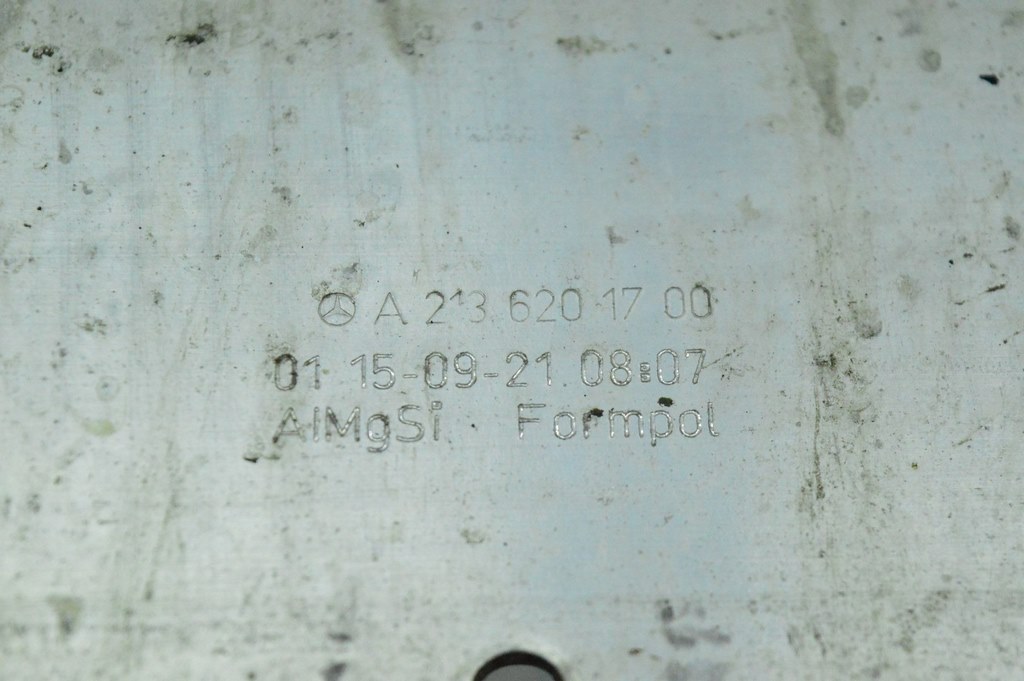 A 213 620 17 00
01 15-09-21 08:07
AlMgSi Formpol